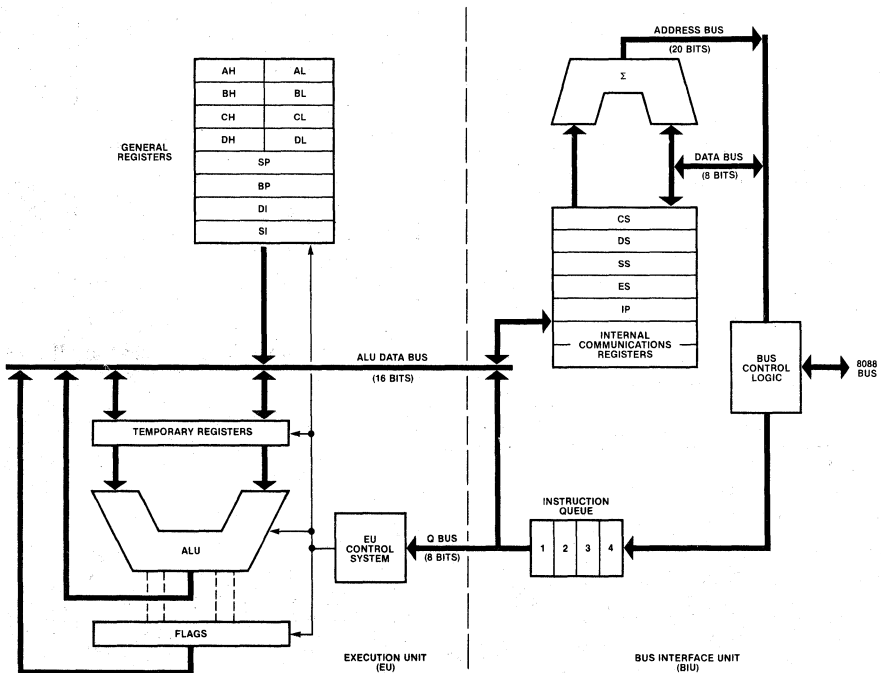 ADDRESS BUS
(20 BITS)
Σ
DATA BUS
(8 BITS)
GENERAL
REGISTERS
AH AL
BH BL
CH CL
DH DL
SP
BP
DI
SI
CS
DS
SS
ES
IP
INTERNAL
COMMUNICATIONS
REGISTERS
BUS
CONTROL
LOGIC
8088
BUS
ALU DATA BUS
(16 BITS)
TEMPORARY REGISTERS
ALU
FLAGS
EU
CONTROL
SYSTEM
Q BUS
(8 BITS)
INSTRUCTION
QUEUE
1 2 3 4
EXECUTION UNIT
(EU)
BUS INTERFACE UNIT
(BIU)